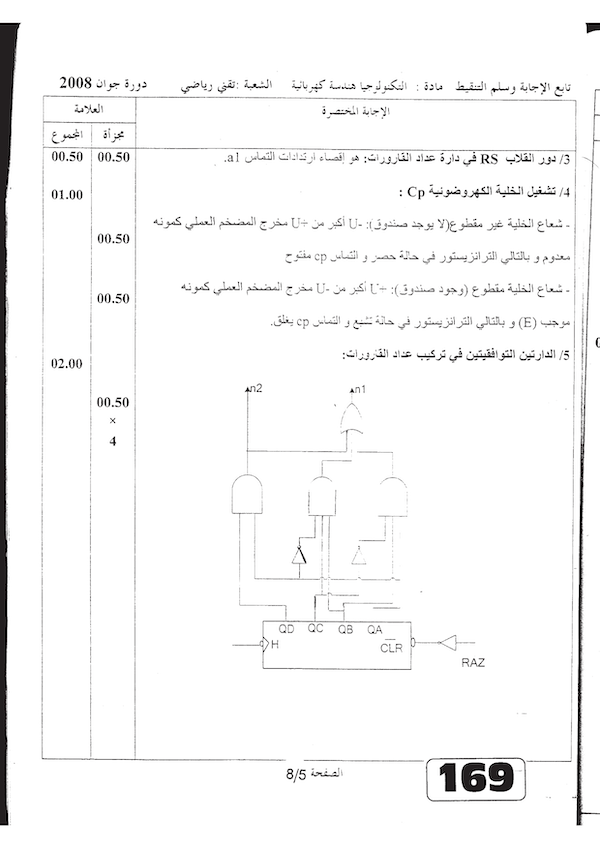 تابع الإجابة وسلم التنقيط مادة : التكنولوجيا هندسة كهربائية الشعبة :تقني رياضي دورة جوان 2008
العلامة
الإجابة المختصرة
المجموع مجزأة
3/ دور القلاب RS في دارة عداد القارورات: هو إقصاء ارتدادات التماس a1.
00.50 00.50
4/ تشغيل الخلية الكهروضوئية Cp :
01.00
- شعاع الخلية غير مقطوع(لا يوجد صندوق): -U أكبر من +U مخرج المضخم العملي كمونه
00.50
معدوم و بالتالي الترانزيستور في حالة حصر و التماس cp مفتوح
- شعاع الخلية مقطوع (وجود صندوق): +U أكبر من -U مخرج المضخم العملي كمونه
00.50
موجب (E) و بالتالي الترانزيستور في حالة تشبع و التماس cp يغلق.
5/ الدارتين التوافقيتين في تركيب عداد القارورات:
02.00
n2 n1
00.50
×
4
QD QC QB QA
H CLR
RAZ
الصفحة 8/5
169